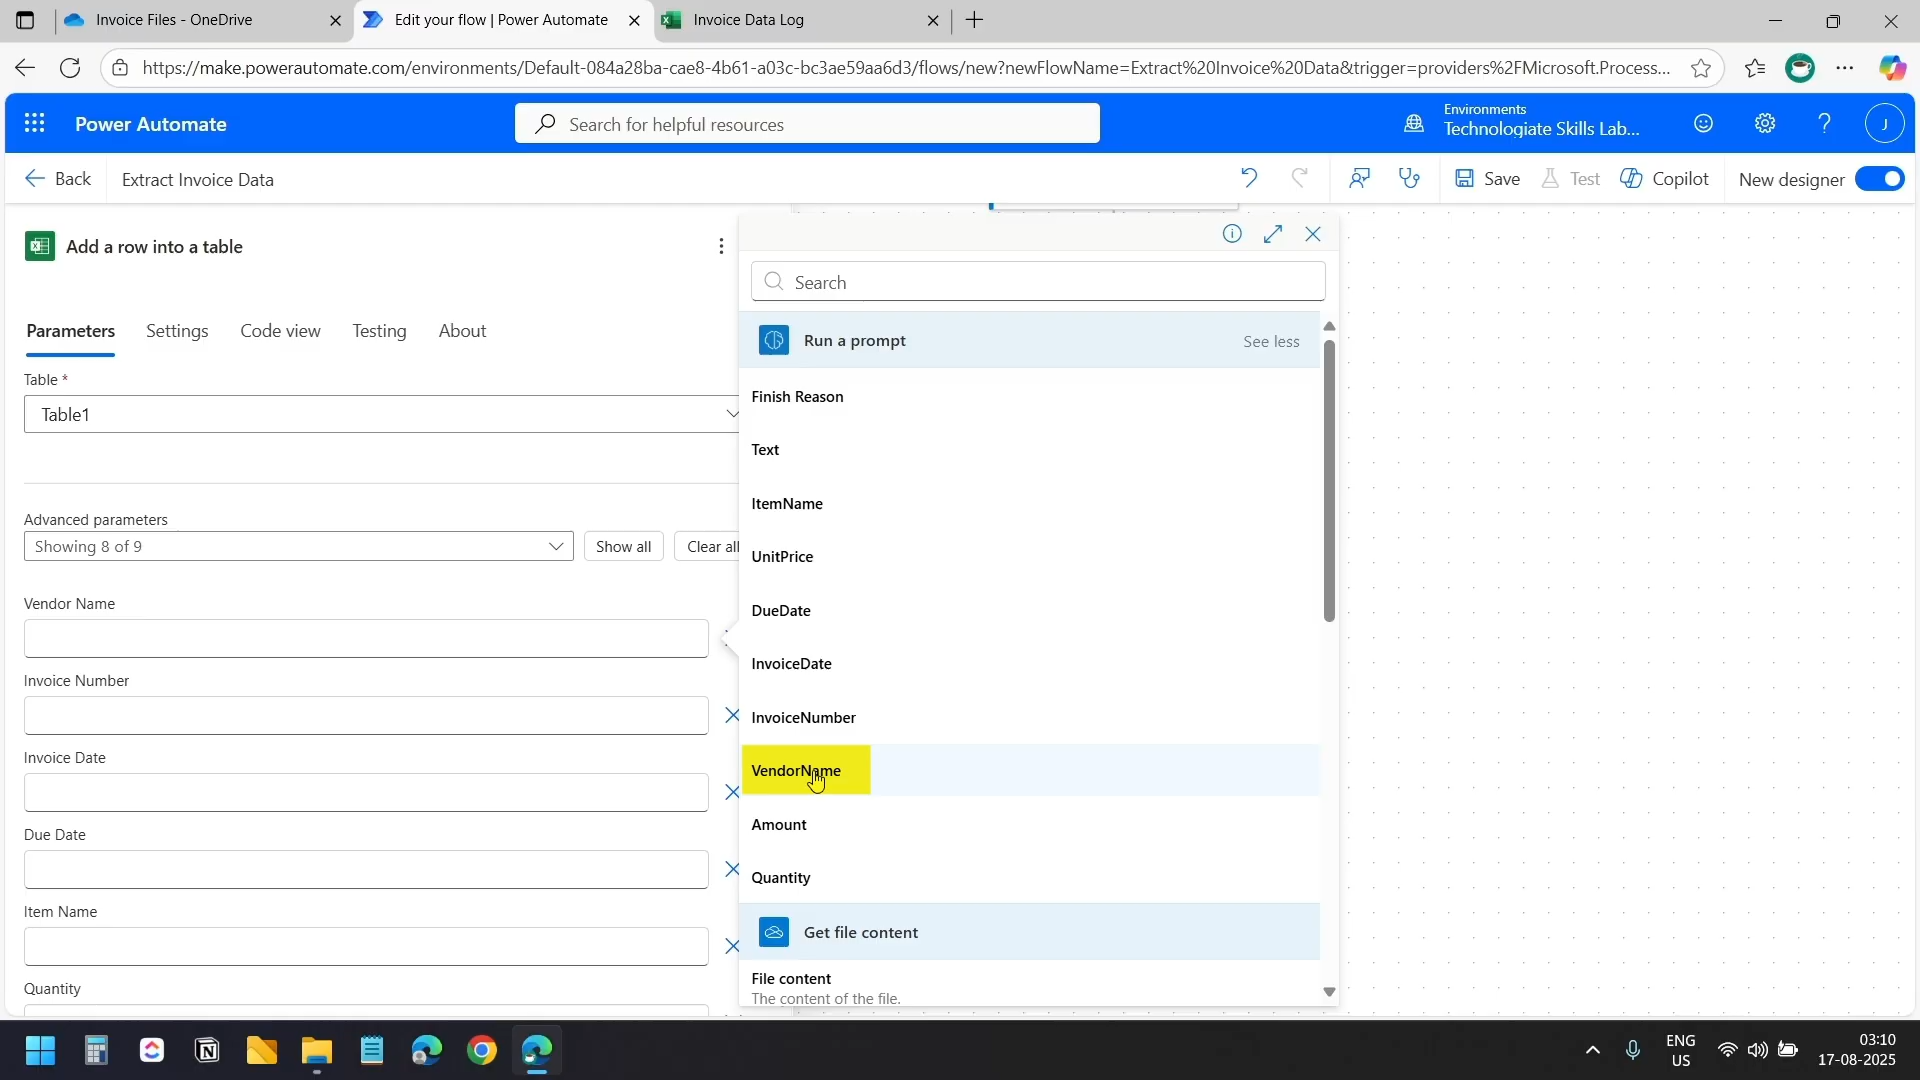 Invoice Files - OneDrive
Edit your flow | Power Automate
Invoice Data Log
https://make.powerautomate.com/environments/Default-084a28ba-cae8-4b61-a03c-bc3ae59aa6d3/flows/new?newFlowName=Extract%20Invoice%20Data&trigger=providers%2FMicrosoft.Process...
Power Automate
Search for helpful resources
Environments
Technologiate Skills Lab...
J
Back
Extract Invoice Data
Save
Test
Copilot
New designer
Add a row into a table
Parameters
Settings
Code view
Testing
About
Table *
Table1
Advanced parameters
Showing 8 of 9
Show all
Clear all
Vendor Name
Invoice Number
Invoice Date
Due Date
Item Name
Quantity
Search
Run a prompt
See less
Finish Reason
Text
ItemName
UnitPrice
DueDate
InvoiceDate
InvoiceNumber
VendorName
Amount
Quantity
Get file content
File content
The content of the file.
ENG
US
03:10
17-08-2025